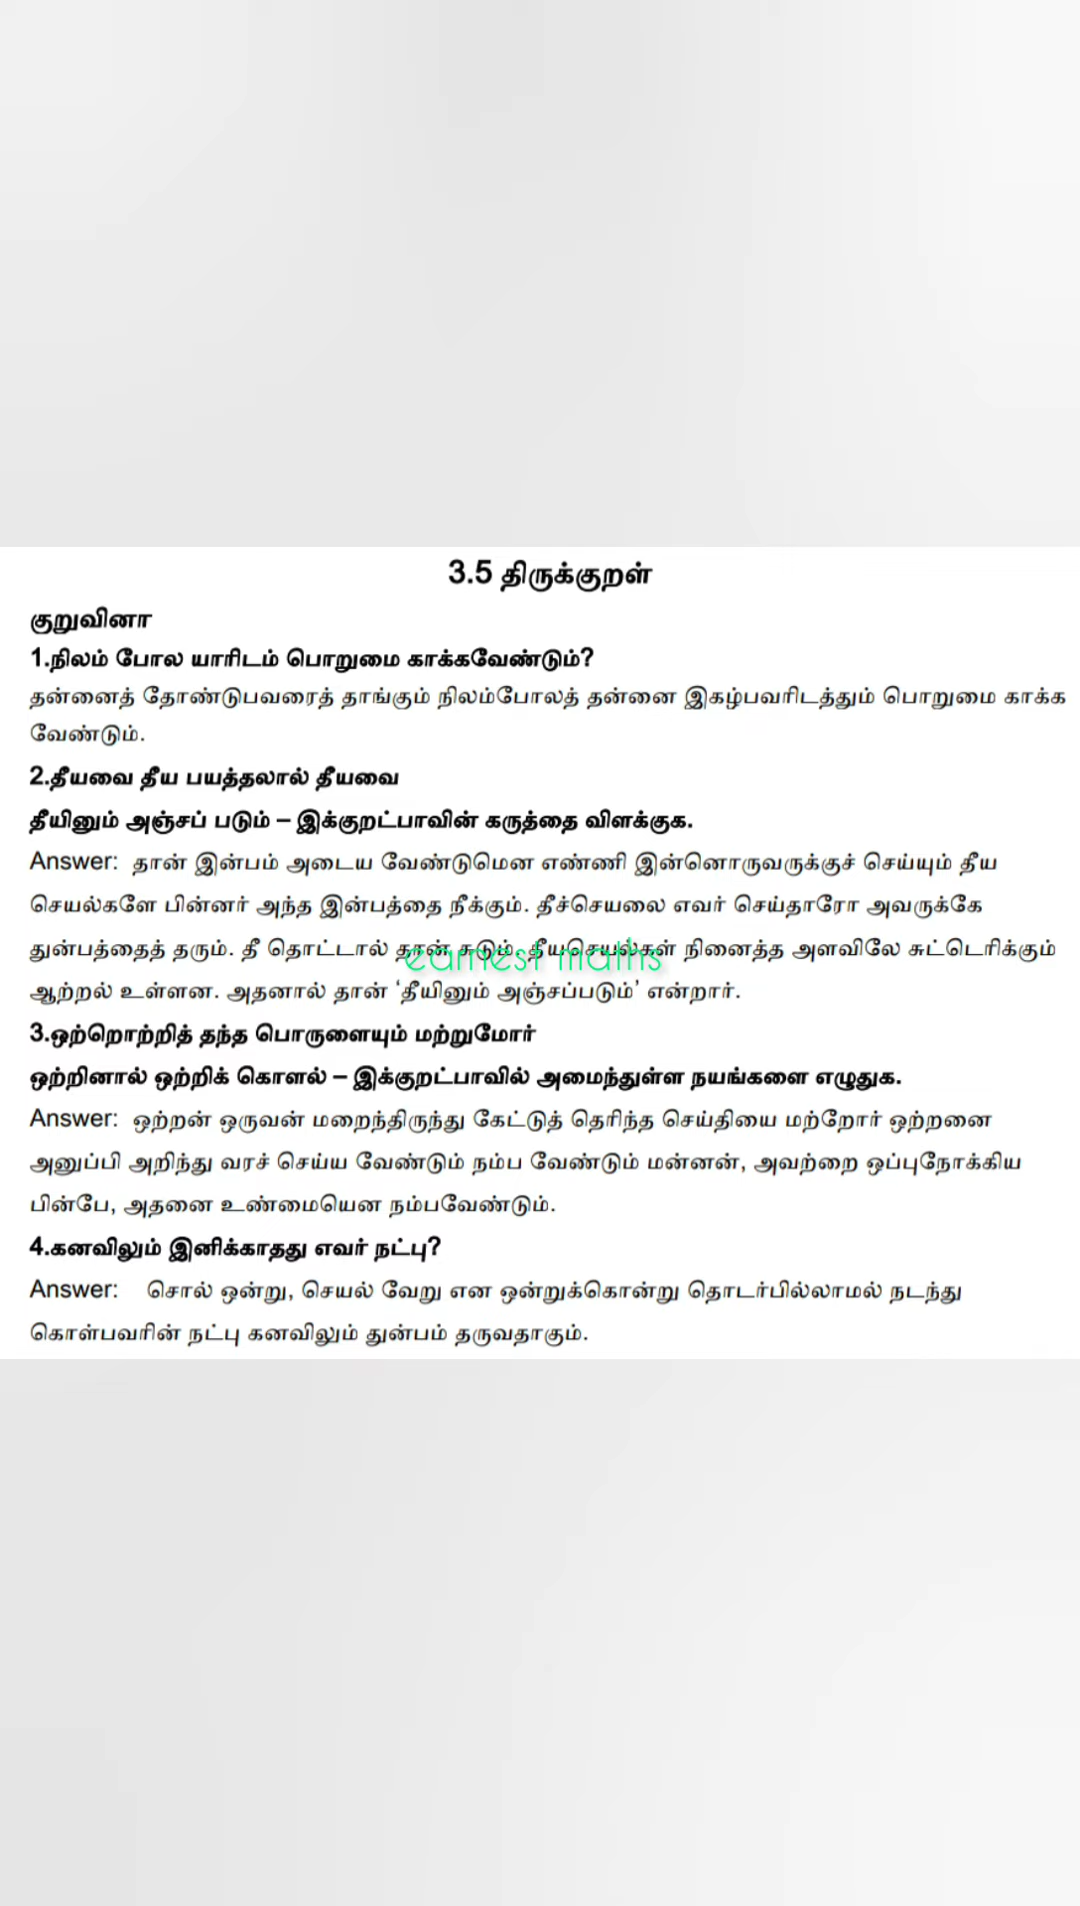 3.5 திருக்குறள்
குறுவினா
1.நிலம் போல யாரிடம் பொறுமை காக்கவேண்டும்?
தன்னைத் தோண்டுபவரைத் தாங்கும் நிலம்போலத் தன்னை இகழ்பவரிடத்தும் பொறுமை காக்க
வேண்டும்.
2.தீயவை தீய பயத்தலால் தீயவை
தீயினும் அஞ்சப் படும் – இக்குறட்பாவின் கருத்தை விளக்குக.
Answer: தான் இன்பம் அடைய வேண்டுமென எண்ணி இன்னொருவருக்குச் செய்யும் தீய
செயல்களே பின்னர் அந்த இன்பத்தை நீக்கும். தீச்செயலை எவர் செய்தாரோ அவருக்கே
துன்பத்தைத் தரும். தீ தொட்டால் தான் சுடும். தீயசெயல்கள் நினைத்த அளவிலே சுட்டெரிக்கும்
earnest maths
ஆற்றல் உள்ளன. அதனால் தான் ‘தீயினும் அஞ்சப்படும்’ என்றார்.
3.ஒற்றொற்றித் தந்த பொருளையும் மற்றுமோர்
ஒற்றினால் ஒற்றிக் கொளல் – இக்குறட்பாவில் அமைந்துள்ள நயங்களை எழுதுக.
Answer: ஒற்றன் ஒருவன் மறைந்திருந்து கேட்டுத் தெரிந்த செய்தியை மற்றோர் ஒற்றனை
அனுப்பி அறிந்து வரச் செய்ய வேண்டும் நம்ப வேண்டும் மன்னன், அவற்றை ஒப்புநோக்கிய
பின்பே, அதனை உண்மையென நம்பவேண்டும்.
4.கனவிலும் இனிக்காதது எவர் நட்பு?
Answer: சொல் ஒன்று, செயல் வேறு என ஒன்றுக்கொன்று தொடர்பில்லாமல் நடந்து
கொள்பவரின் நட்பு கனவிலும் துன்பம் தருவதாகும்.